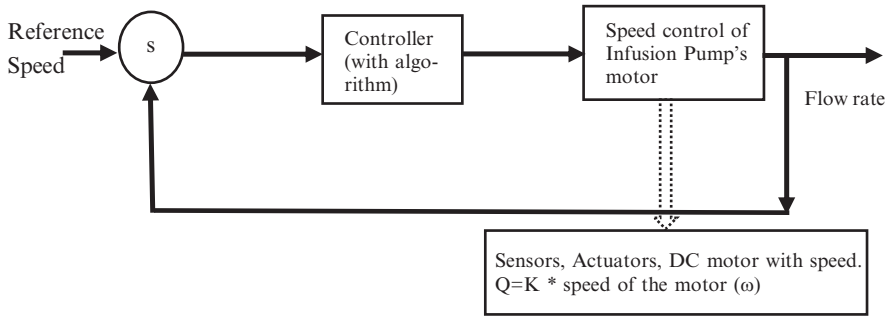 Reference
Speed
s
Controller
(with algo-
rithm)
Speed control of
Infusion Pump's
motor
Flow rate
Sensors, Actuators, DC motor with speed.
Q=K * speed of the motor (ω)